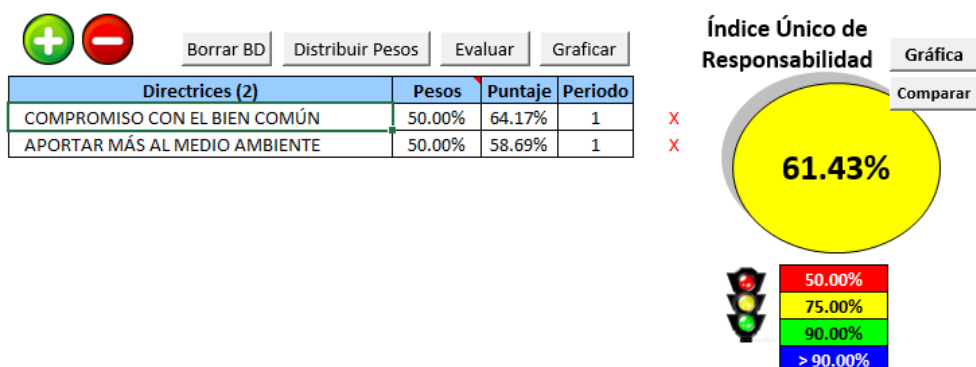 Índice Único de
Responsabilidad
Borrar BD Distribuir Pesos Evaluar Graficar Gráfica
Comparar
Directrices (2) Pesos Puntaje Periodo
COMPROMISO CON EL BIEN COMÚN 50.00% 64.17% 1 X
APORTAR MÁS AL MEDIO AMBIENTE 50.00% 58.69% 1 X
61.43%
50.00%
75.00%
90.00%
> 90.00%